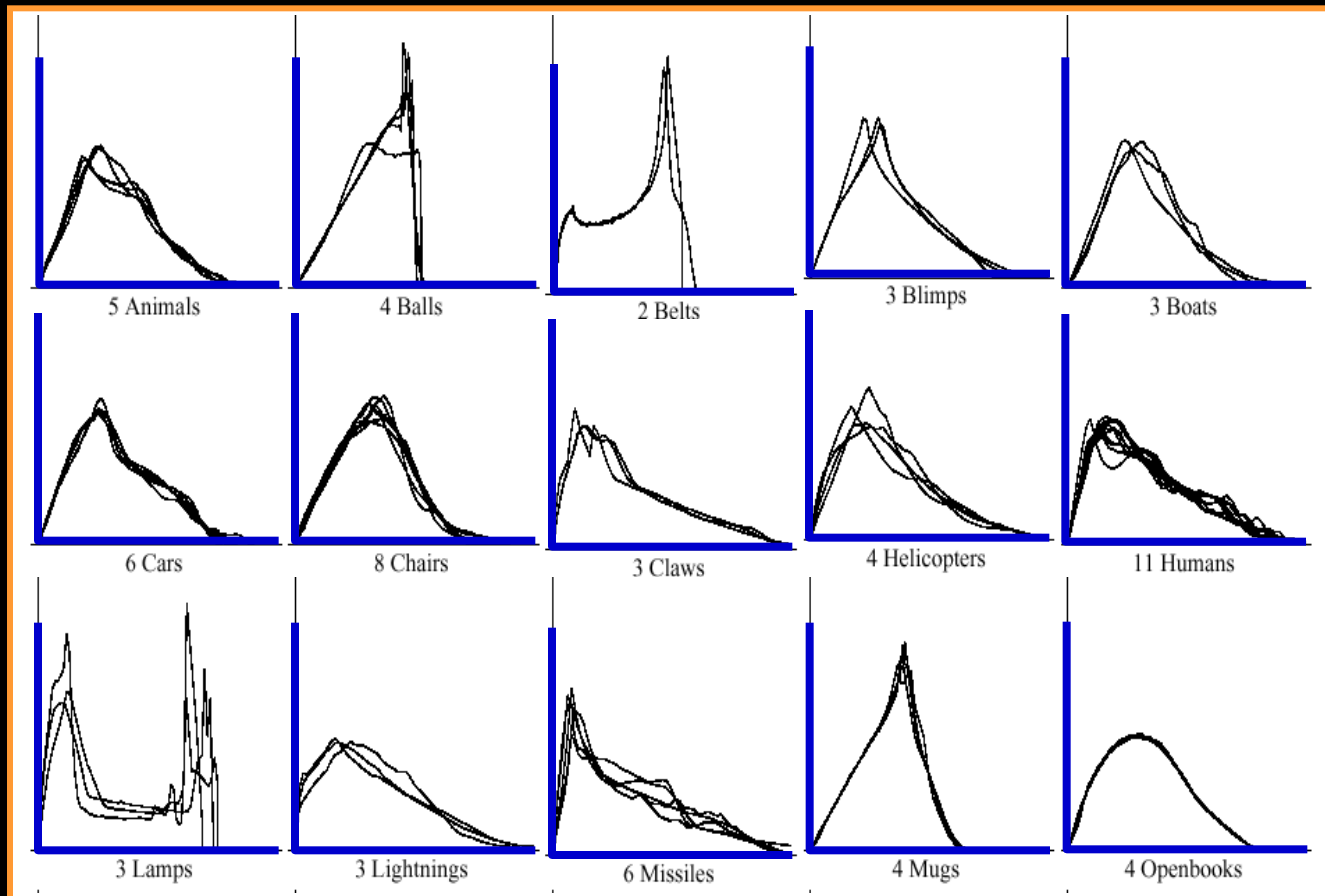 5 Animals
4 Balls
2 Belts
3 Blimps
3 Boats
6 Cars
8 Chairs
3 Claws
4 Helicopters
11 Humans
3 Lamps
3 Lightnings
6 Missiles
4 Mugs
4 Openbooks